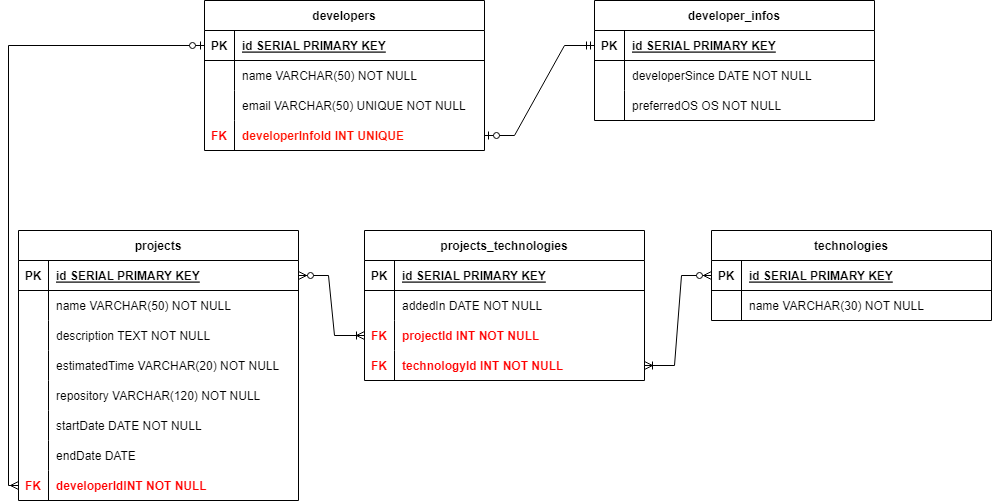 developers
PK id SERIAL PRIMARY KEY
name VARCHAR(50) NOT NULL
email VARCHAR(50) UNIQUE NOT NULL
FK developerInfoId INT UNIQUE
developer_infos
PK id SERIAL PRIMARY KEY
developerSince DATE NOT NULL
preferredOS OS NOT NULL
projects
PK id SERIAL PRIMARY KEY
name VARCHAR(50) NOT NULL
description TEXT NOT NULL
estimatedTime VARCHAR(20) NOT NULL
repository VARCHAR(120) NOT NULL
startDate DATE NOT NULL
endDate DATE
FK developerIdINT NOT NULL
projects_technologies
PK id SERIAL PRIMARY KEY
addedIn DATE NOT NULL
FK projectId INT NOT NULL
FK technologyId INT NOT NULL
technologies
PK id SERIAL PRIMARY KEY
name VARCHAR(30) NOT NULL